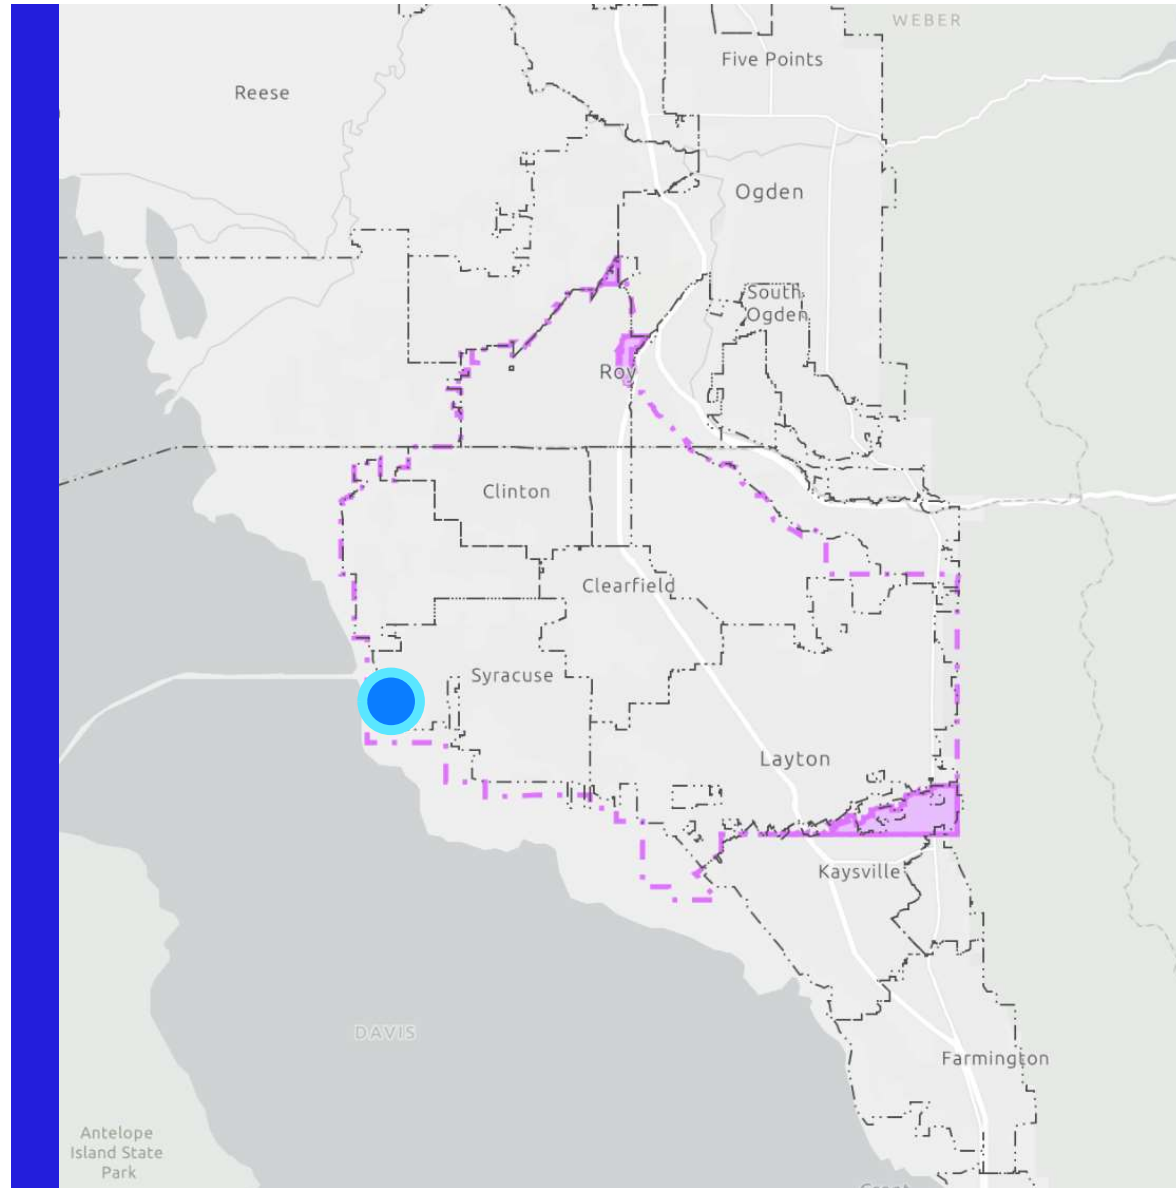 WEBER
Five Points
Reese
Ogden
South
Ogden
Roy
Clinton
Clearfield
Syracuse
Layton
Kaysville
DAVIS
Farmington
Antelope
Island State
Park